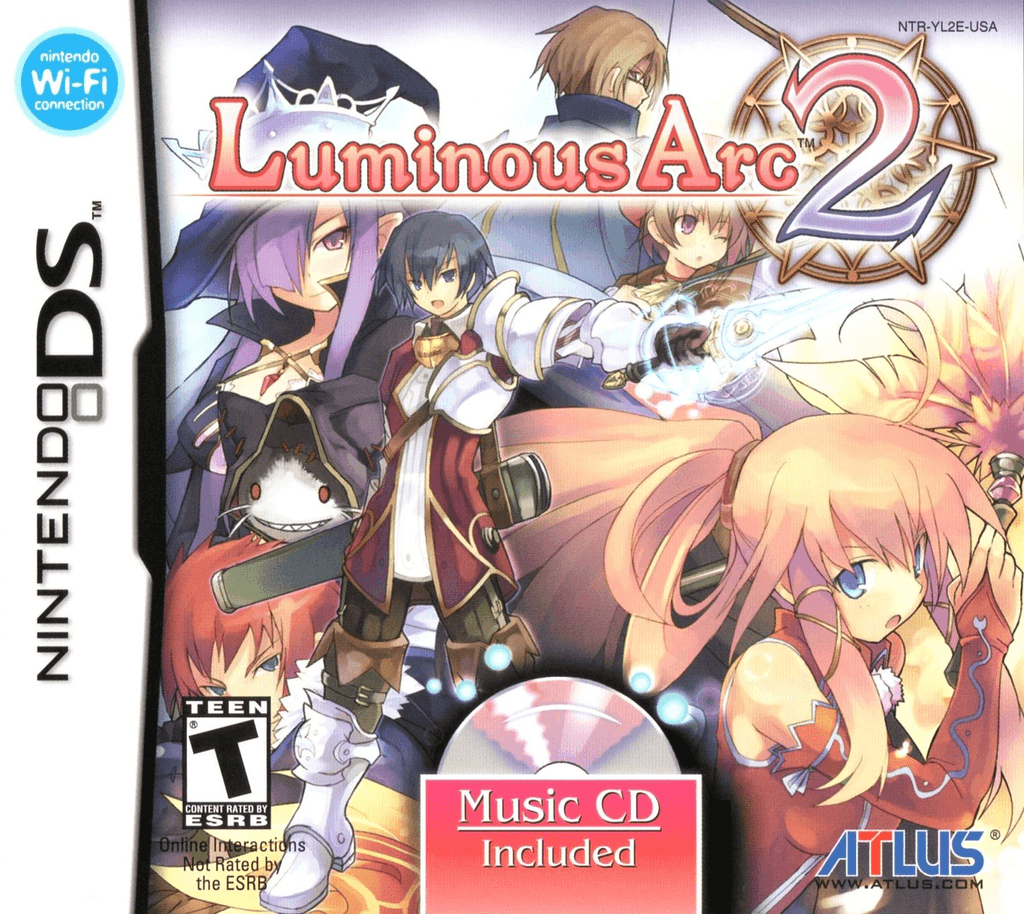 NTR-YL2E-USA
nintendo
Wi-Fi
connection
Luminous Arc™ 2
NINTENDO DS™
TEEN
T®
CONTENT RATED BY
ESRB
Online Interactions
Not Rated by
the ESRB
Music CD
Included
ATLUS®
WWW.ATLUS.COM